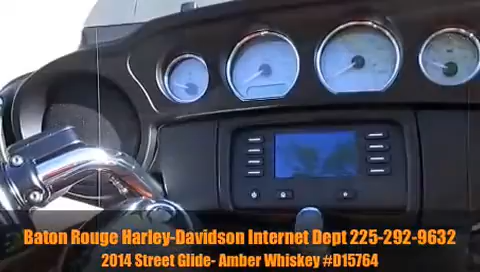 Baton Rouge Harley-Davidson Internet Dept 225-292-9632
2014 Street Glide- Amber Whiskey #D15764